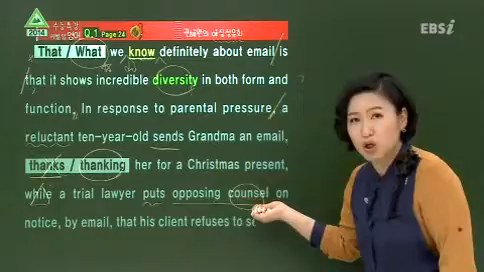 2014
Q.1 Page 24
EBSi
That / What we know definitely about email is
that it shows incredible diversity in both form and
function. In response to parental pressure, a
reluctant ten-year-old sends Grandma an email,
thanks / thanking her for a Christmas present,
while a trial lawyer puts opposing counsel on
notice, by email, that his client refuses to